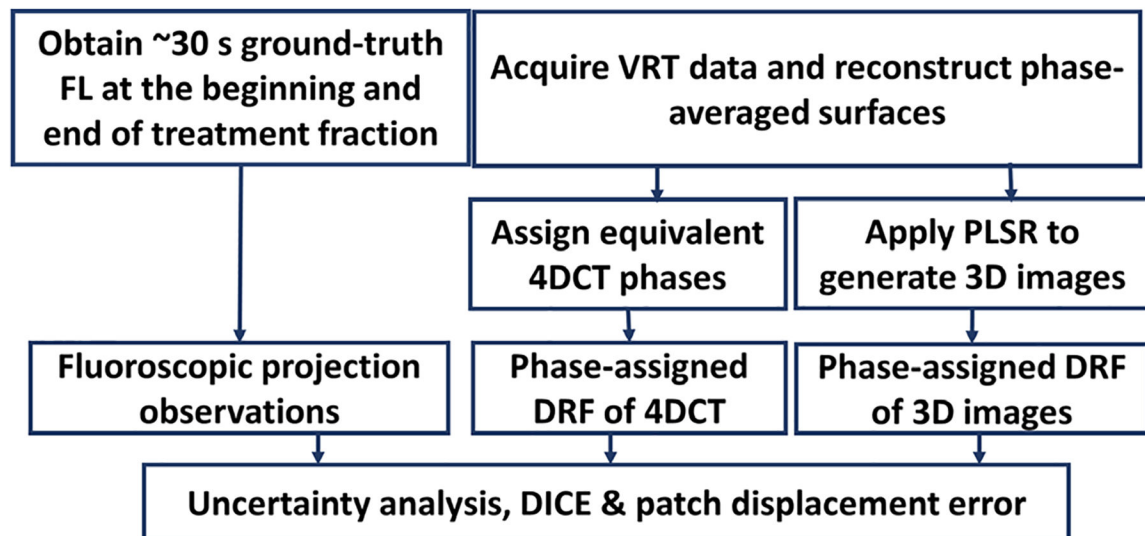 Obtain ~30 s ground-truth
FL at the beginning and
end of treatment fraction
Acquire VRT data and reconstruct phase-
averaged surfaces
Assign equivalent
4DCT phases
Apply PLSR to
generate 3D images
Fluoroscopic projection
observations
Phase-assigned
DRF of 4DCT
Phase-assigned DRF
of 3D images
Uncertainty analysis, DICE & patch displacement error